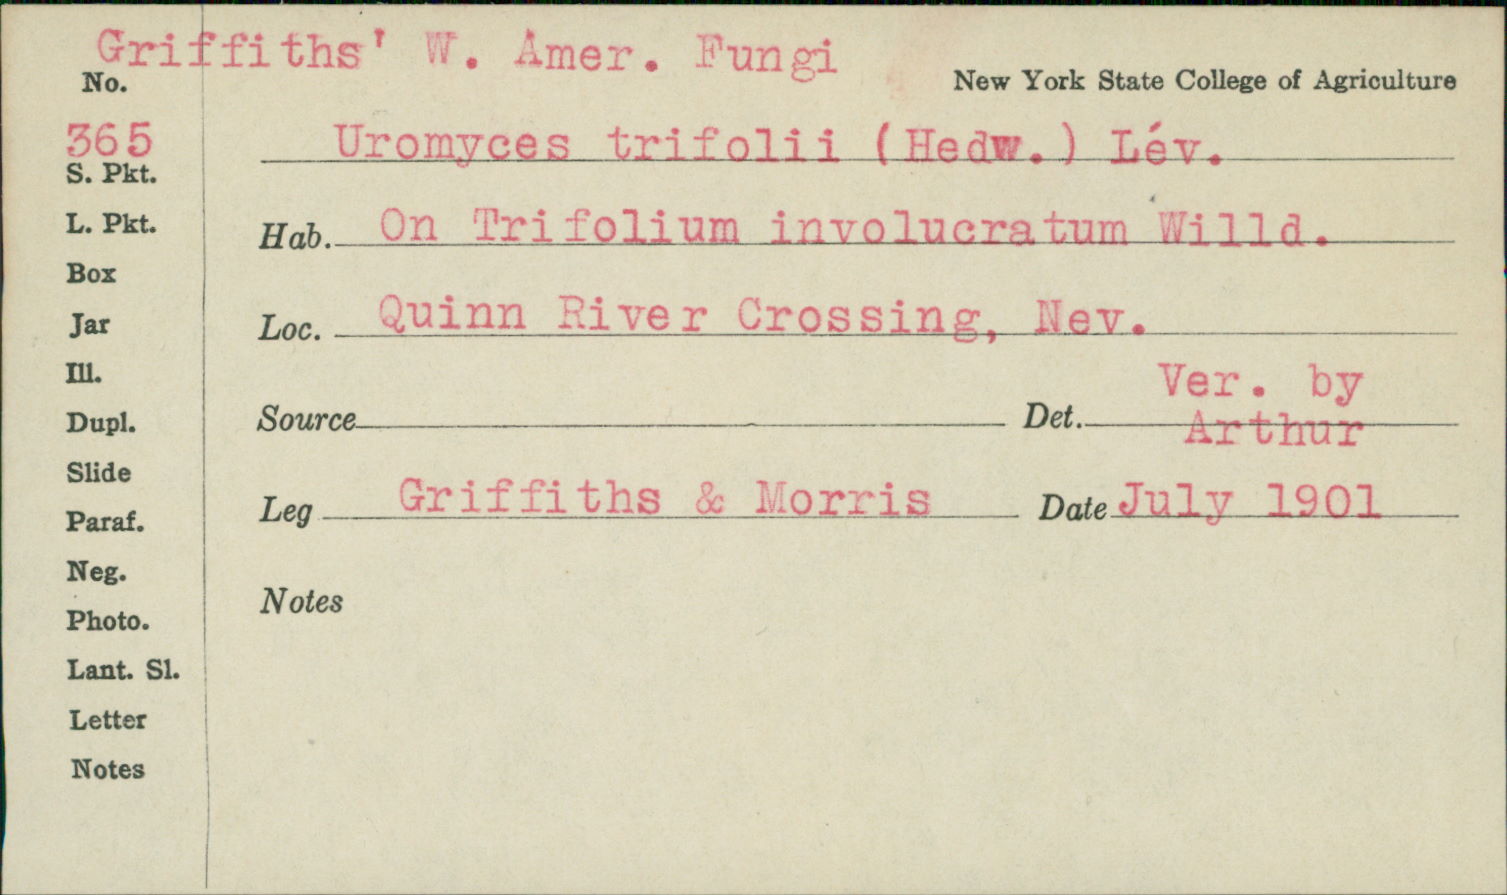 Griffiths' W. Amer. Fungi
No.
New York State College of Agriculture
365
Uromyces trifolii (Hedw.) Lév.
S. Pkt.
L. Pkt.
Hab. On Trifolium involucratum Willd.
Box
Jar
Loc. Quinn River Crossing, Nev.
Ill.
Dupl.
Source
Det. Ver. by
Arthur
Slide
Leg Griffiths & Morris Date July 1901
Paraf.
Neg.
Notes
Photo.
Lant. Sl.
Letter
Notes